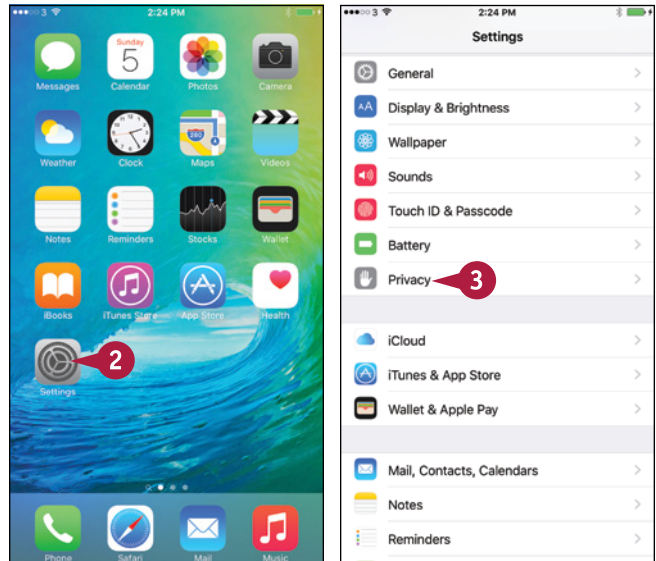 3 2:24 PM
Sunday
5
Messages Calendar Photos Camera
280
Weather Clock Maps Videos
Notes Reminders Stocks Wallet
iBooks iTunes Store App Store Health
2
Settings
Phone Safari Mail Music
3 2:24 PM
Settings
General
AA Display & Brightness
Wallpaper
Sounds
Touch ID & Passcode
Battery
Privacy 3
iCloud
iTunes & App Store
Wallet & Apple Pay
Mail, Contacts, Calendars
Notes
Reminders